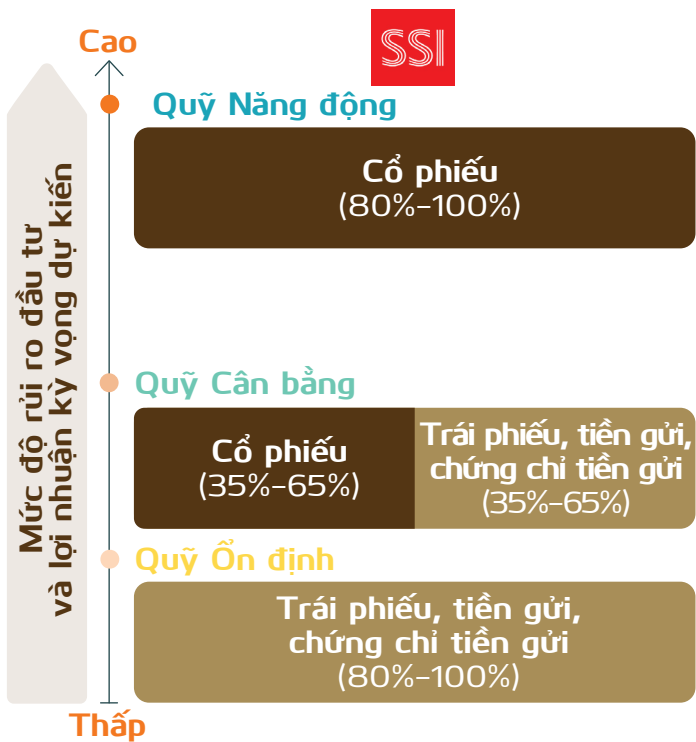 Cao
SSI
Quỹ Năng động
Cổ phiếu
(80%-100%)
Mức độ rủi ro đầu tư
và lợi nhuận kỳ vọng dự kiến
Quỹ Cân bằng
Cổ phiếu
(35%-65%)
Trái phiếu, tiền gửi,
chứng chỉ tiền gửi
(35%-65%)
Quỹ Ổn định
Trái phiếu, tiền gửi,
chứng chỉ tiền gửi
(80%-100%)
Thấp